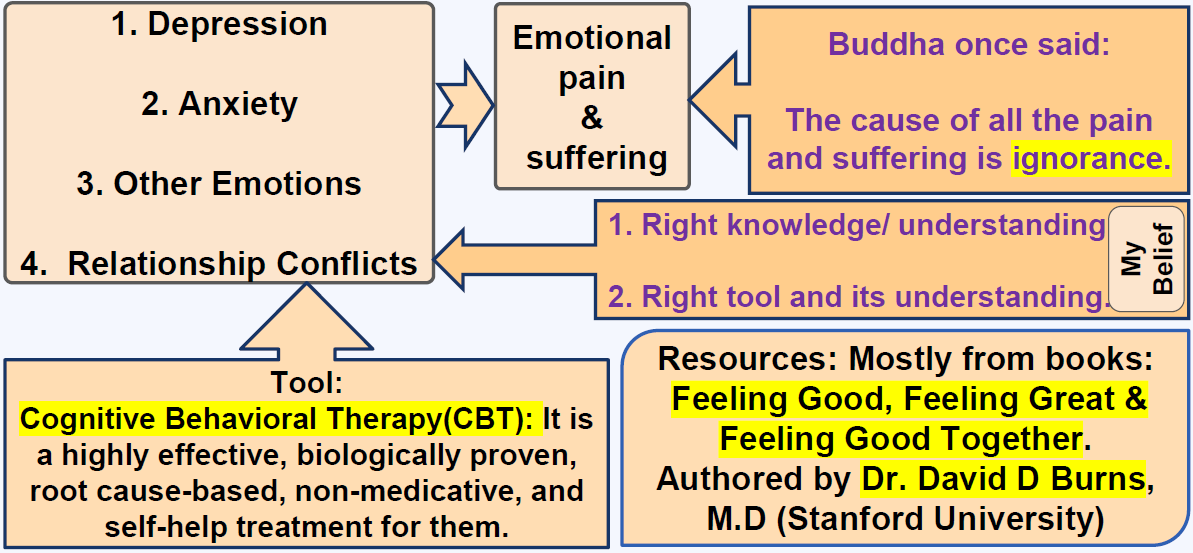 1. Depression
2. Anxiety
3. Other Emotions
4. Relationship Conflicts
Emotional
pain
&
suffering
Buddha once said:
The cause of all the pain
and suffering is ignorance.
1. Right knowledge/ understanding
2. Right tool and its understanding.
My
Belief
Tool:
Cognitive Behavioral Therapy(CBT): It is
a highly effective, biologically proven,
root cause-based, non-medicative, and
self-help treatment for them.
Resources: Mostly from books:
Feeling Good, Feeling Great &
Feeling Good Together.
Authored by Dr. David D Burns,
M.D (Stanford University)